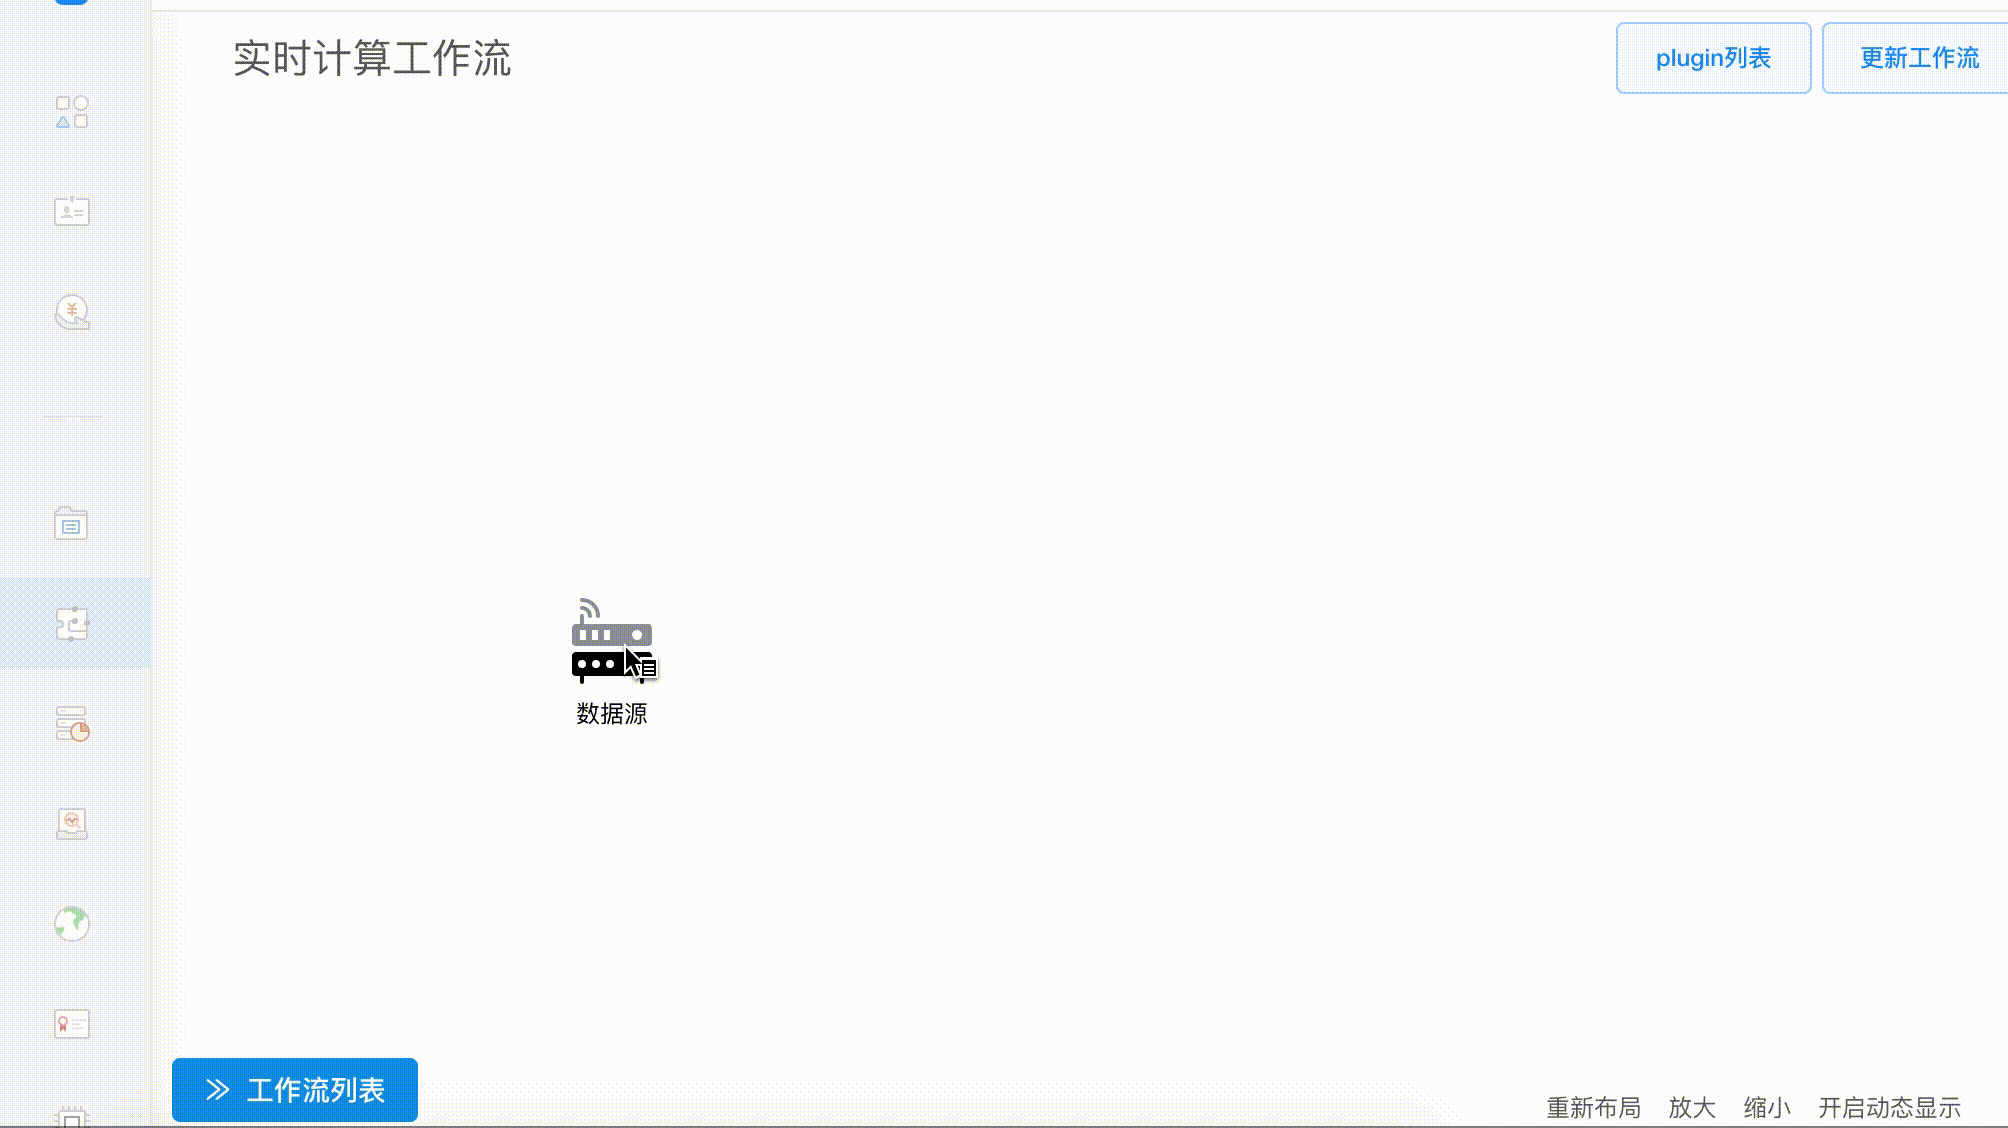 实时计算工作流
plugin列表
更新工作流
数据源
工作流列表
重新布局 放大 缩小 开启动态显示